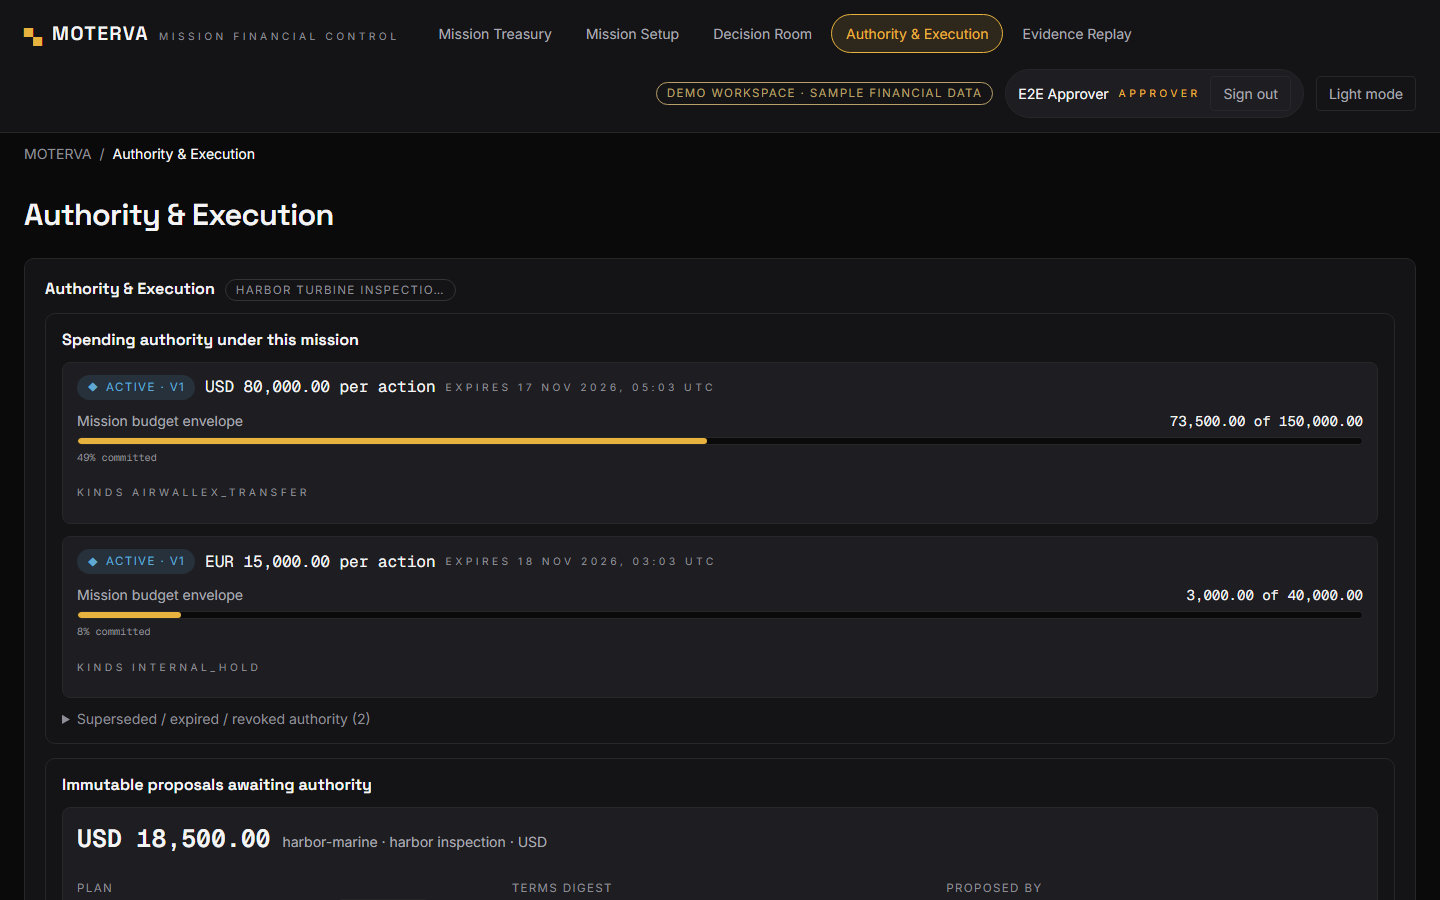 MOTERVA MISSION FINANCIAL CONTROL Mission Treasury Mission Setup Decision Room Authority & Execution Evidence Replay
DEMO WORKSPACE · SAMPLE FINANCIAL DATA E2E Approver APPROVER Sign out Light mode
MOTERVA / Authority & Execution
Authority & Execution
Authority & Execution HARBOR TURBINE INSPECTIO…
Spending authority under this mission
◆ ACTIVE · V1 USD 80,000.00 per action EXPIRES 17 NOV 2026, 05:03 UTC
Mission budget envelope 73,500.00 of 150,000.00
49% committed
KINDS AIRWALLEX_TRANSFER
◆ ACTIVE · V1 EUR 15,000.00 per action EXPIRES 18 NOV 2026, 03:03 UTC
Mission budget envelope 3,000.00 of 40,000.00
8% committed
KINDS INTERNAL_HOLD
▶ Superseded / expired / revoked authority (2)
Immutable proposals awaiting authority
USD 18,500.00 harbor-marine · harbor inspection · USD
PLAN TERMS DIGEST PROPOSED BY